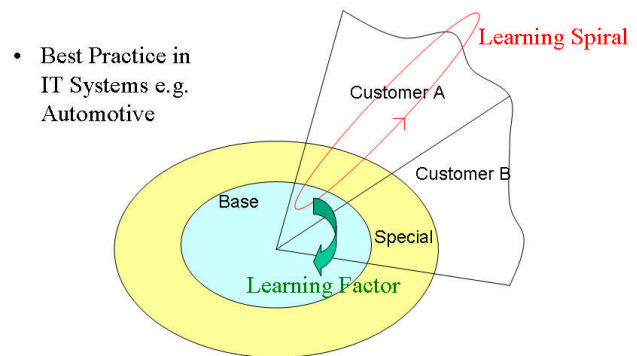 • Best Practice in
IT Systems e.g.
Automotive
Learning Spiral
Customer A
Customer B
Base
Special
Learning Factor